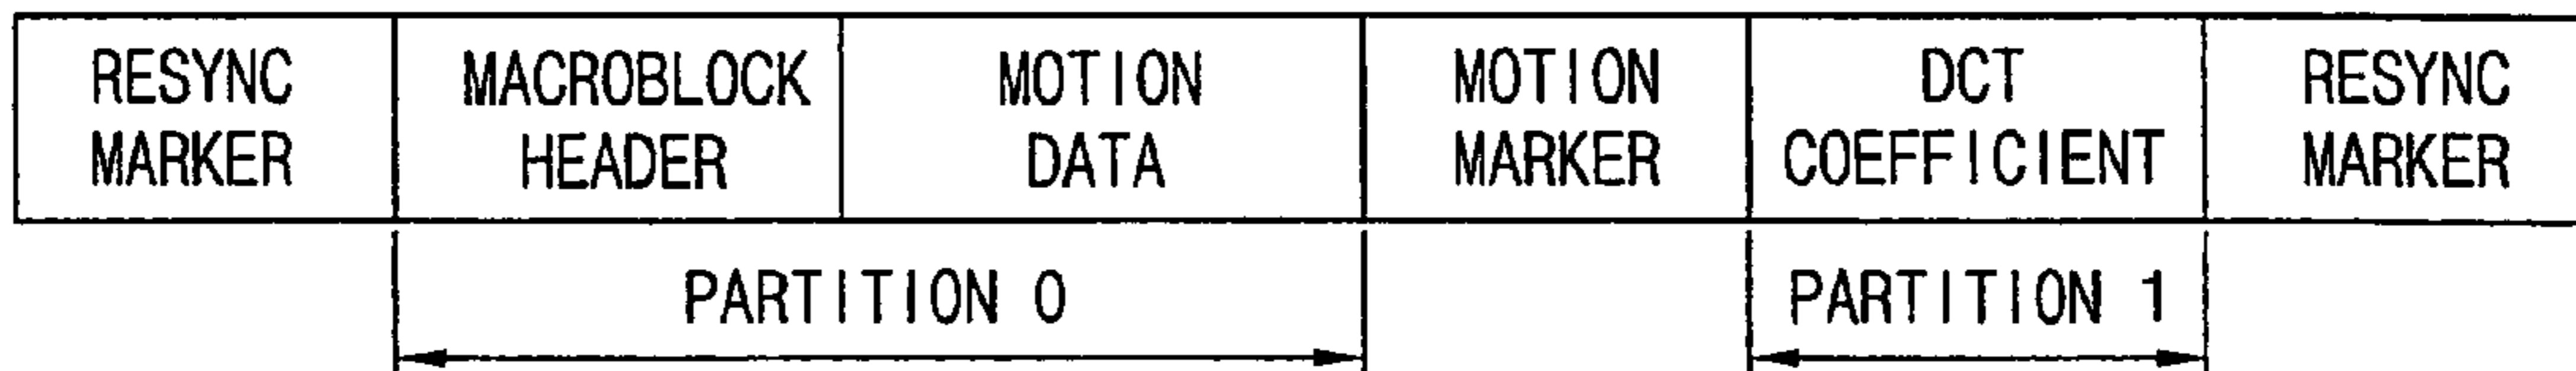 RESYNC MARKER
MACROBLOCK HEADER
MOTION DATA
MOTION MARKER
DCT COEFFICIENT
RESYNC MARKER
PARTITION 0
PARTITION 1